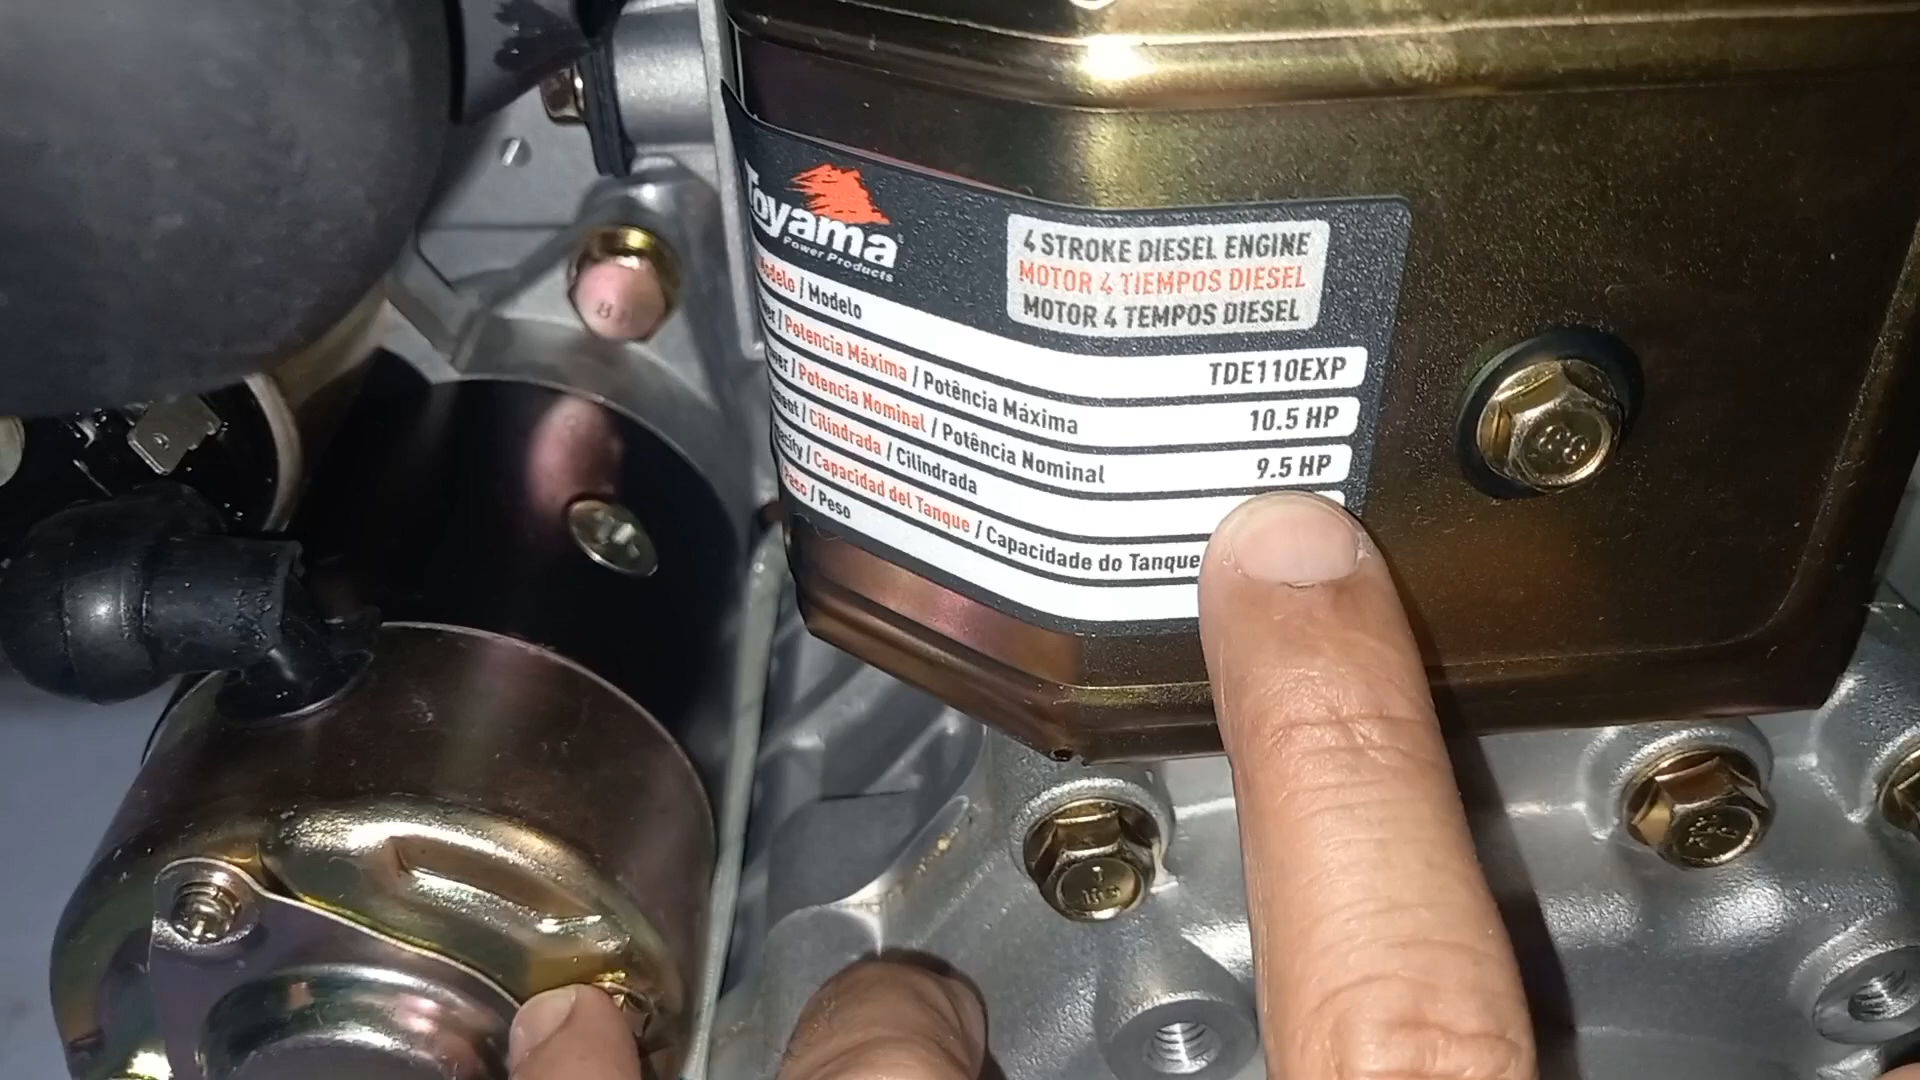 Toyama
Power Products
4 STROKE DIESEL ENGINE
MOTOR 4 TIEMPOS DIESEL
MOTOR 4 TEMPOS DIESEL
Modelo / Modelo TDE110EXP
/ Potencia Máxima / Potência Máxima 10.5 HP
/ Potencia Nominal / Potência Nominal 9.5 HP
/ Cilindrada / Cilindrada
/ Capacidad del Tanque / Capacidade do Tanque
/ Peso / Peso